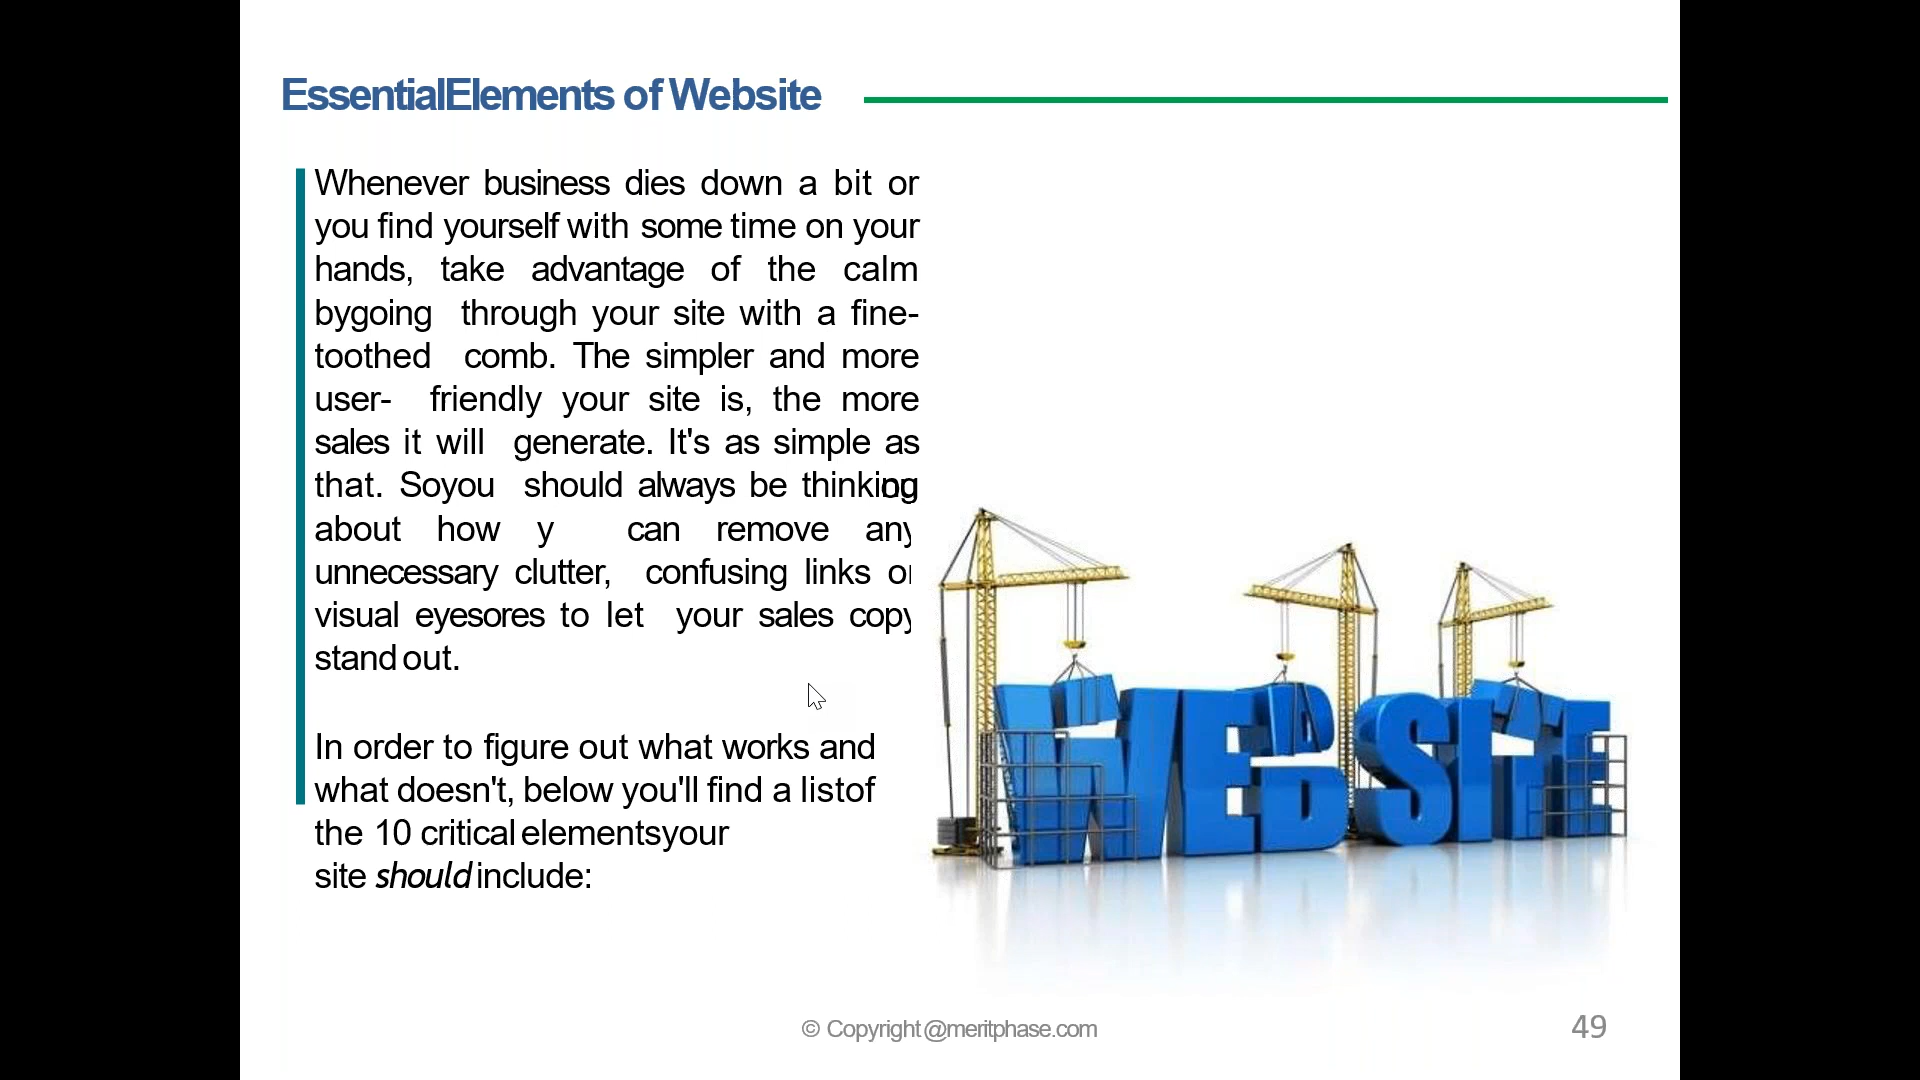 EssentialElements of Website
Whenever business dies down a bit or
you find yourself with some time on your
hands, take advantage of the calm
bygoing through your site with a fine-
toothed comb. The simpler and more
user- friendly your site is, the more
sales it will generate. It's as simple as
that. Soyou should always be thinking
ou
about how y can remove any
unnecessary clutter, confusing links or
visual eyesores to let your sales copy
stand out.
In order to figure out what works and
what doesn't, below you'll find a listof
the 10 critical elementsyour
site should include:
WEBSITE
© Copyright @meritphase.com
49